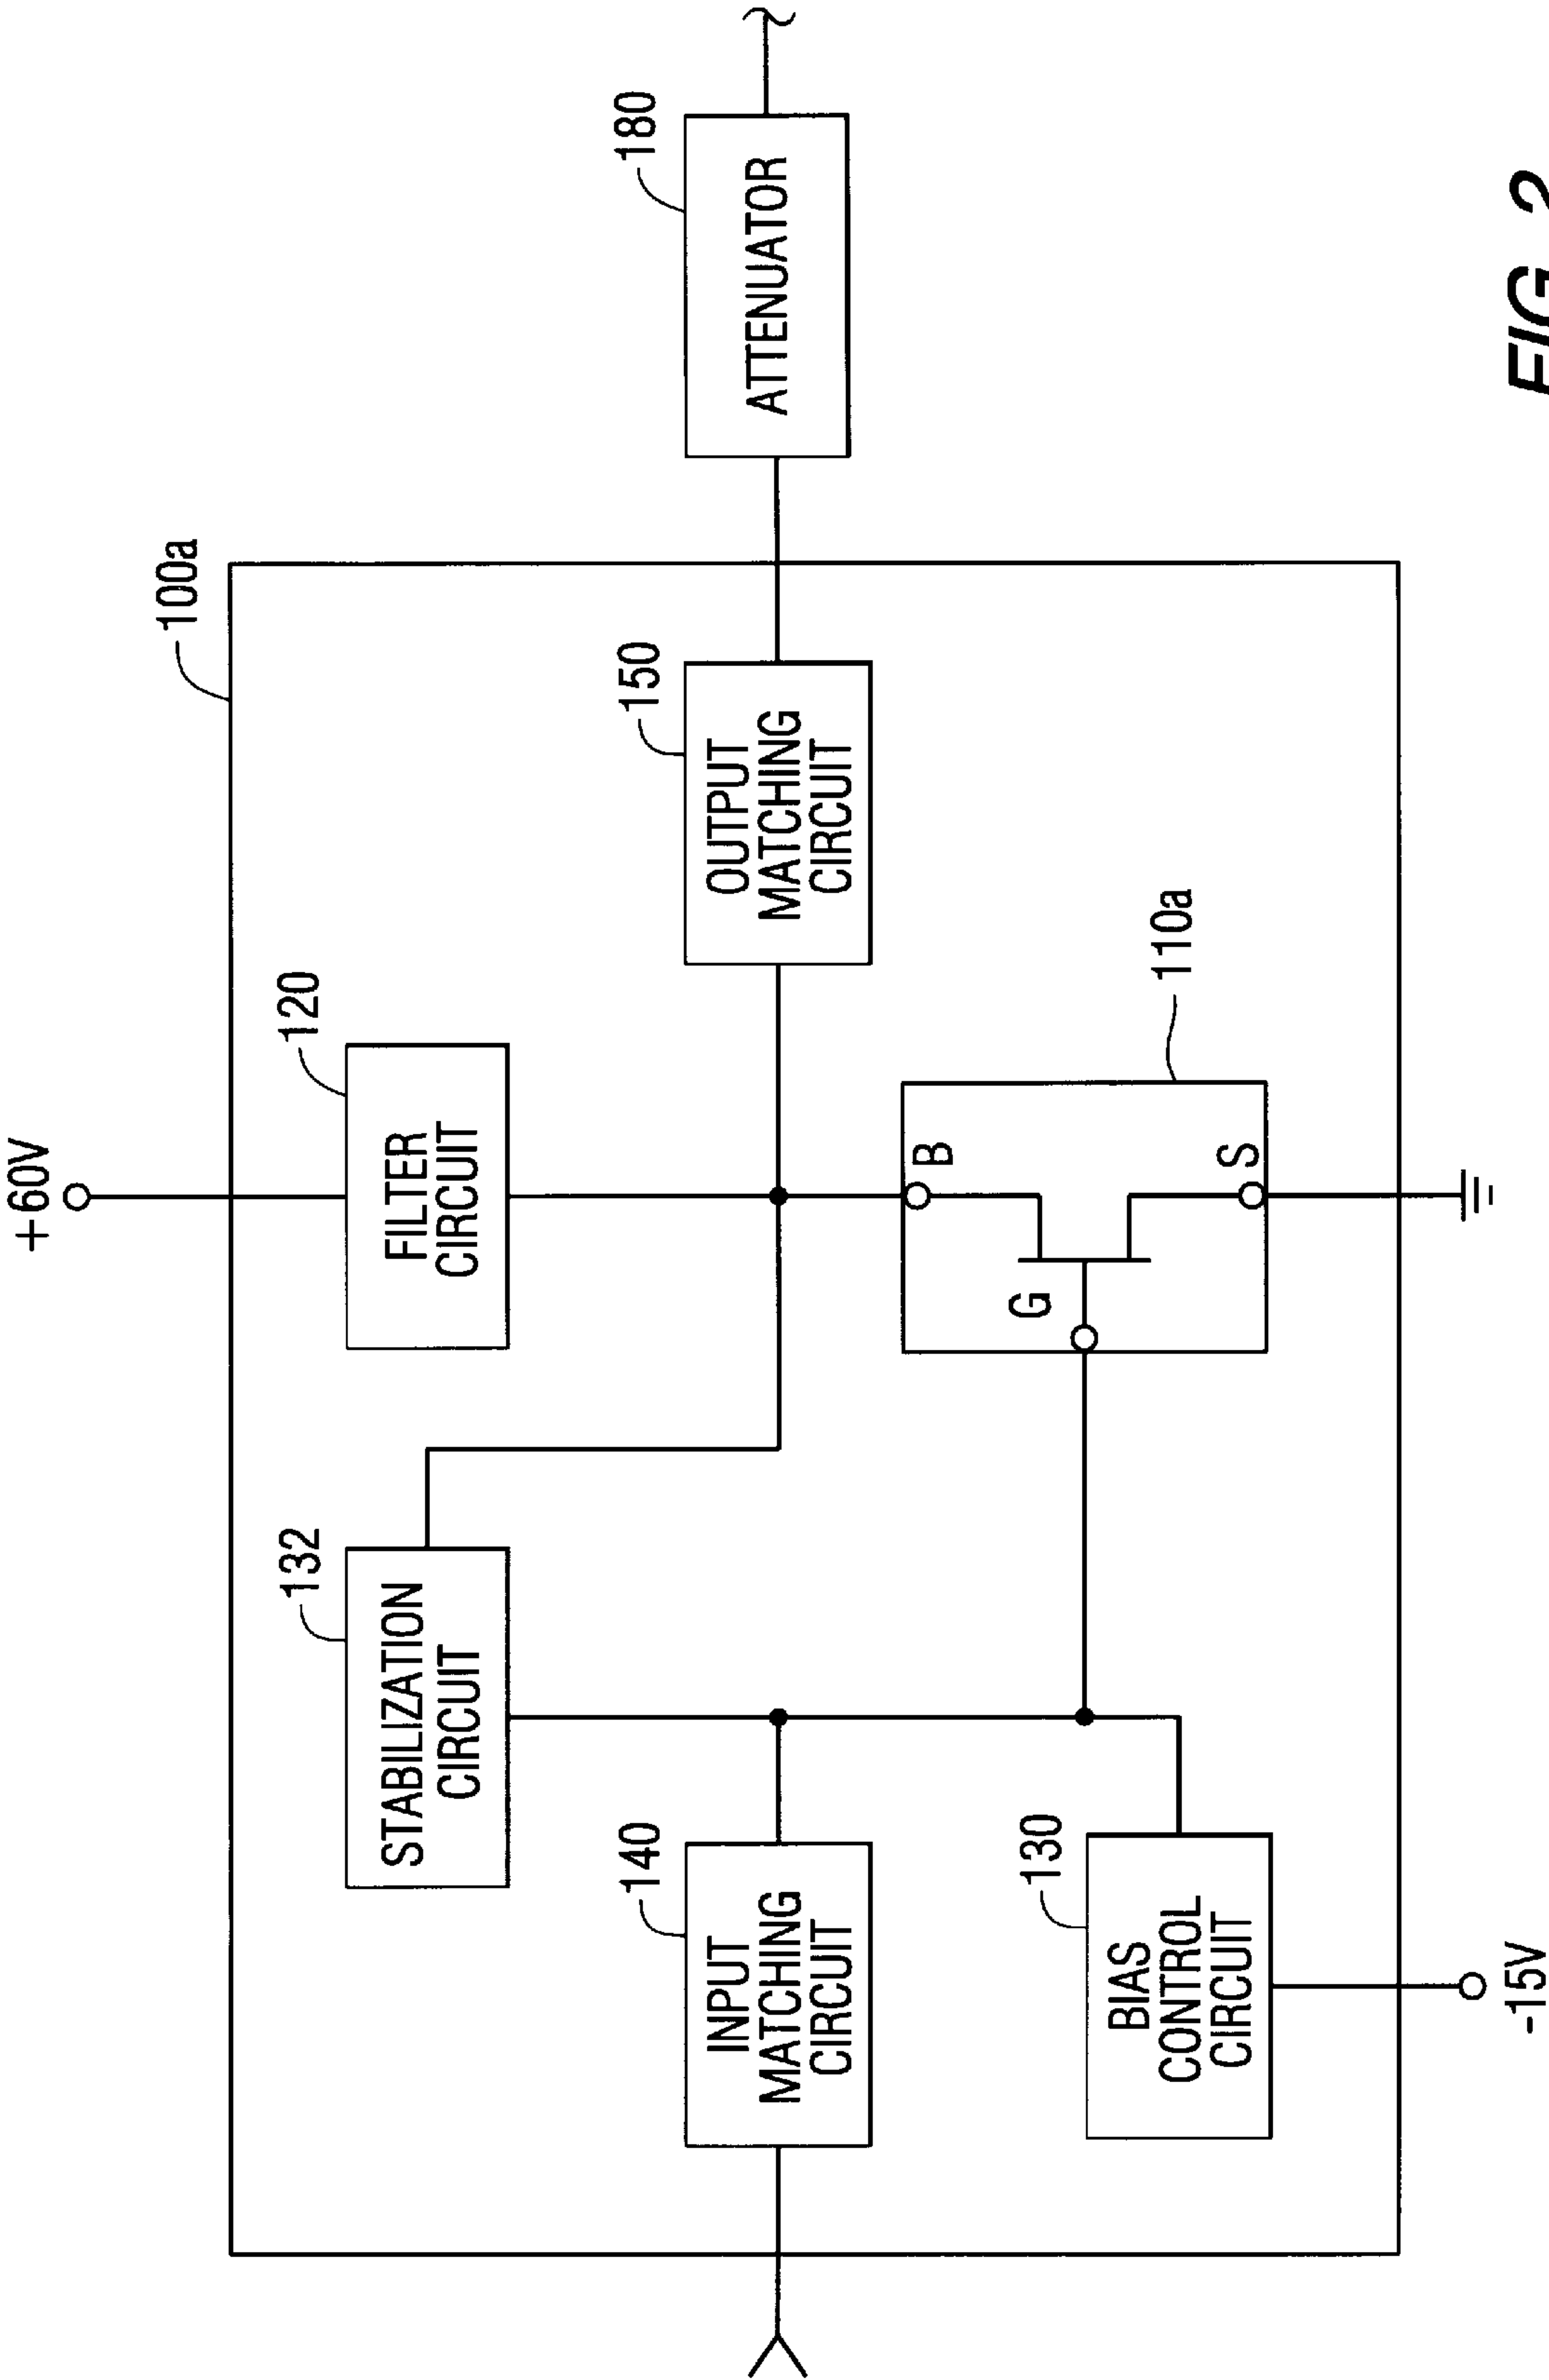 +60V
100a
132
STABILIZATION
CIRCUIT
120
FILTER
CIRCUIT
140
INPUT
MATCHING
CIRCUIT
150
OUTPUT
MATCHING
CIRCUIT
180
ATTENUATOR
130
BIAS
CONTROL
CIRCUIT
G
B
S
110a
-15V
FIG. 2